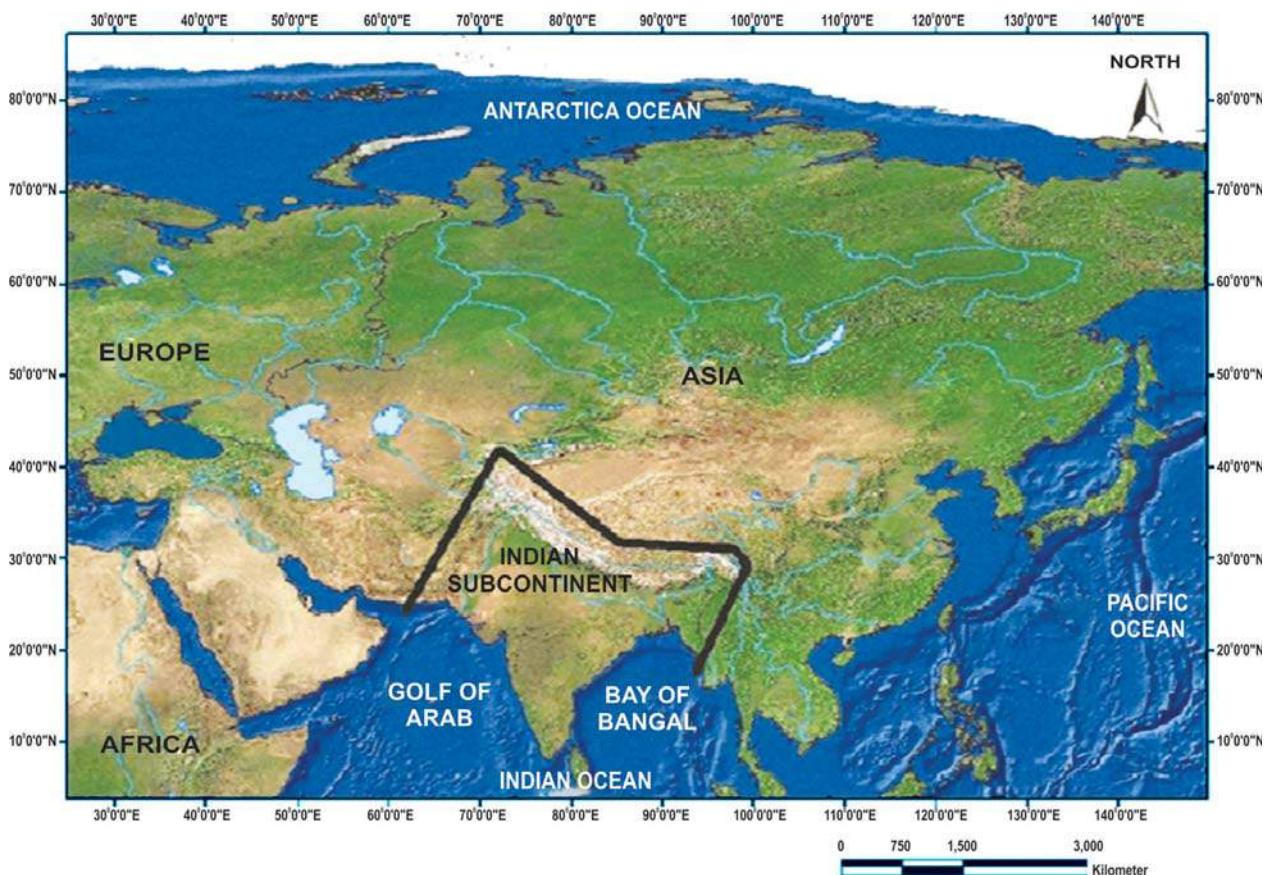 30°0'0"E 40°0'0"E 50°0'0"E 60°0'0"E 70°0'0"E 80°0'0"E 90°0'0"E 100°0'0"E 110°0'0"E 120°0'0"E 130°0'0"E 140°0'0"E
NORTH
80°0'0"N 80°0'0"N
ANTARCTICA OCEAN
70°0'0"N 70°0'0"N
60°0'0"N 60°0'0"N
EUROPE
ASIA
50°0'0"N 50°0'0"N
40°0'0"N 40°0'0"N
30°0'0"N 30°0'0"N
INDIAN
SUBCONTINENT
PACIFIC
OCEAN
20°0'0"N 20°0'0"N
GOLF OF
ARAB
BAY OF
BANGAL
AFRICA
10°0'0"N 10°0'0"N
INDIAN OCEAN
30°0'0"E 40°0'0"E 50°0'0"E 60°0'0"E 70°0'0"E 80°0'0"E 90°0'0"E 100°0'0"E 110°0'0"E 120°0'0"E 130°0'0"E 140°0'0"E
0 750 1,500 3,000
Kilometer